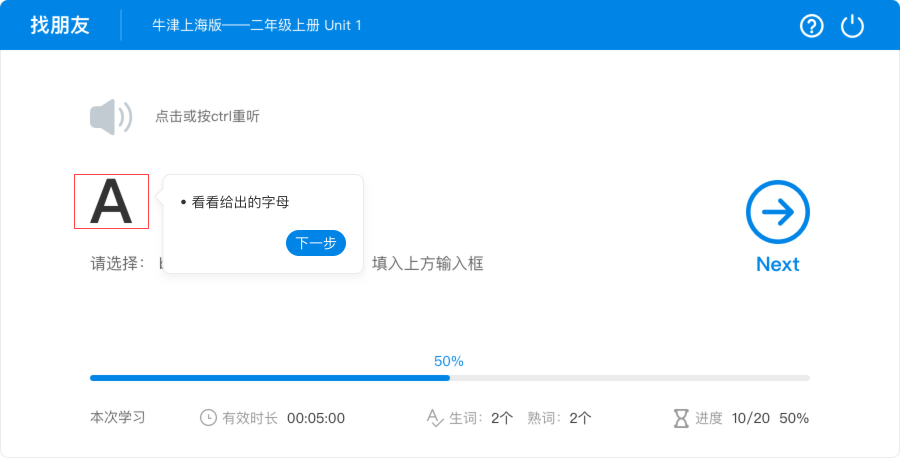 找朋友
牛津上海版——二年级上册 Unit 1
点击或按ctrl重听
A
• 看看给出的字母
下一步
请选择： 填入上方输入框
Next
50%
本次学习 有效时长 00:05:00 生词：2个 熟词：2个 进度 10/20 50%